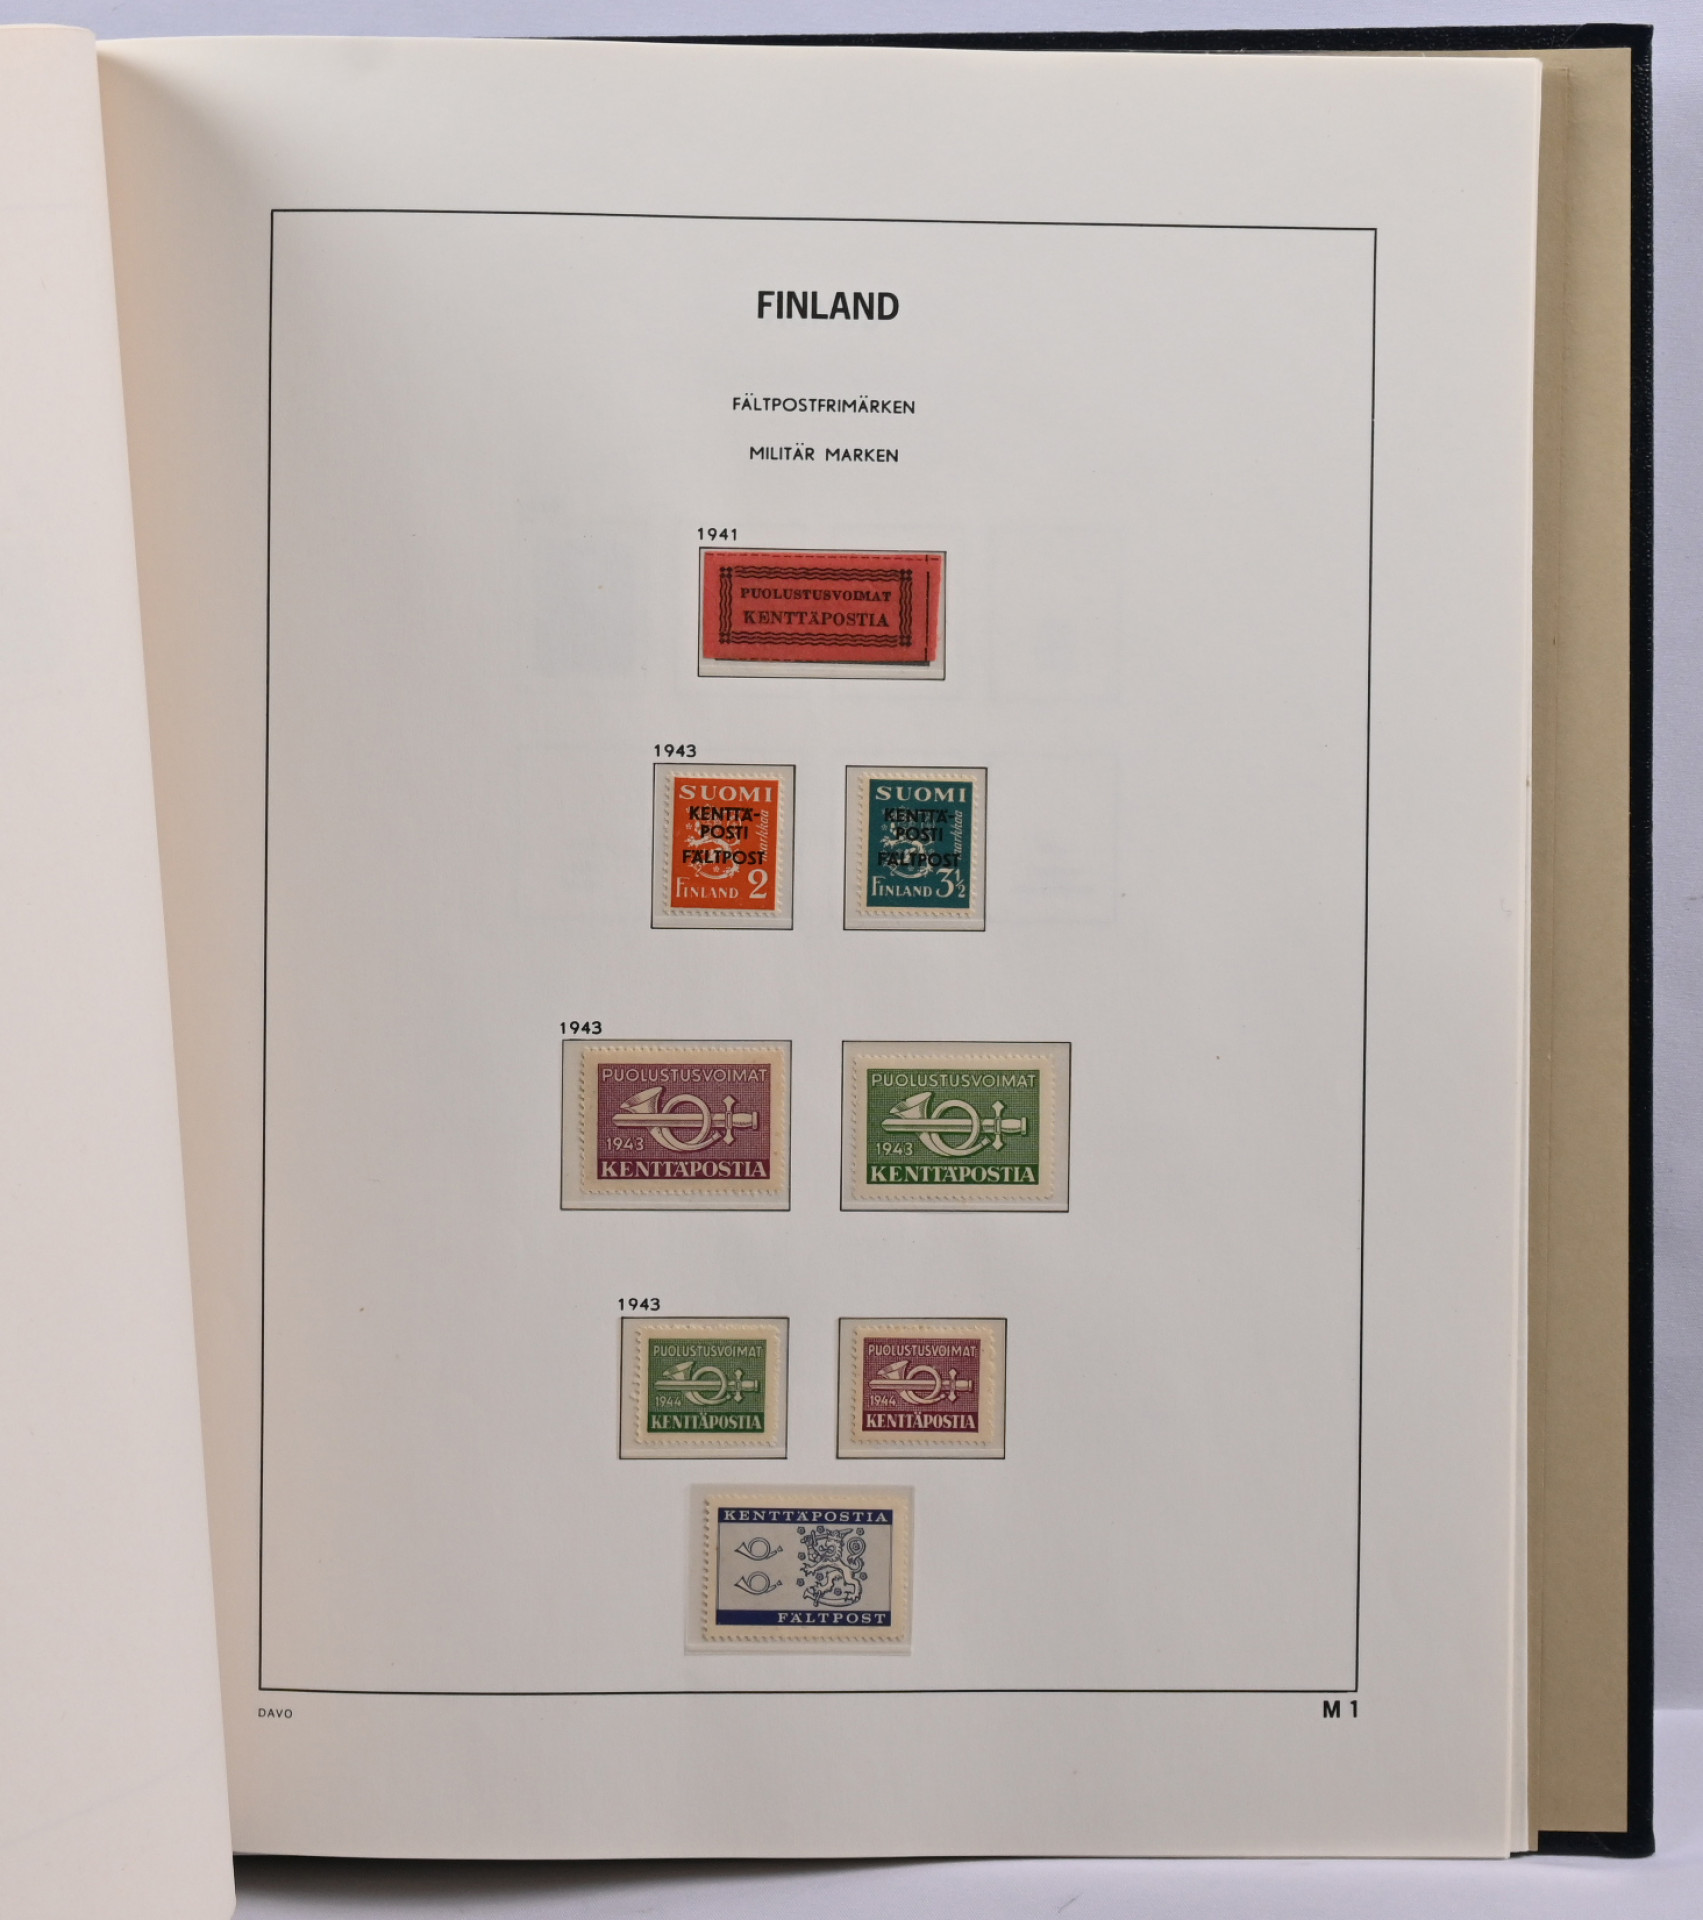 FINLAND
FÄLTPOSTFRIMÄRKEN
MILITÄR MARKEN
1941
PUOLUSTUSVOIMAT
KENTTÄPOSTIA
1943
SUOMI
KENTTÄ-
POSTI
FÄLTPOST
markkaa
FINLAND 2
SUOMI
KENTTÄ-
POSTI
FÄLTPOST
markkaa
FINLAND 3½
1943
PUOLUSTUSVOIMAT
1943
KENTTÄPOSTIA
PUOLUSTUSVOIMAT
1943
KENTTÄPOSTIA
1943
PUOLUSTUSVOIMAT
1944
KENTTÄPOSTIA
PUOLUSTUSVOIMAT
1944
KENTTÄPOSTIA
KENTTÄPOSTIA
FÄLTPOST
DAVO
M 1